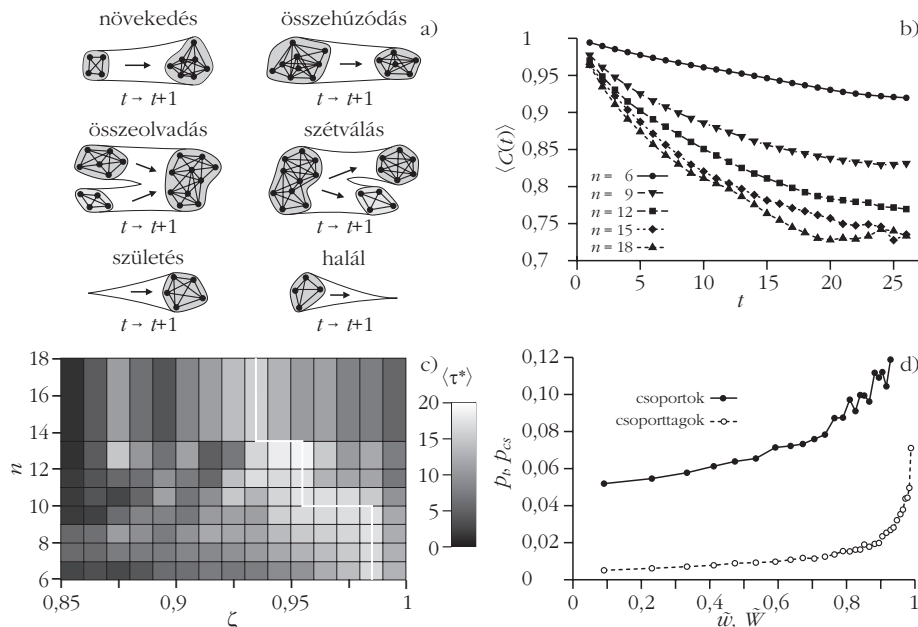 a)
növekedés összehúzódás
t → t+1 t → t+1
összeolvadás szétválás
t → t+1 t → t+1
születés halál
t → t+1 t → t+1
b)
⟨C(t)⟩
1
0,95
0,9
0,85
0,8
0,75
0,7
n = 6
n = 9
n = 12
n = 15
n = 18
0 5 10 15 20 25
t
c)
n
18
16
14
12
10
8
6
0,85 0,9 0,95 1
ζ
⟨τ*⟩
20
15
10
5
0
d)
p_t, p_cs
0,12
0,10
0,08
0,06
0,04
0,02
0
csoportok
csoporttagok
0 0,2 0,4 0,6 0,8 1
w̃, W̃